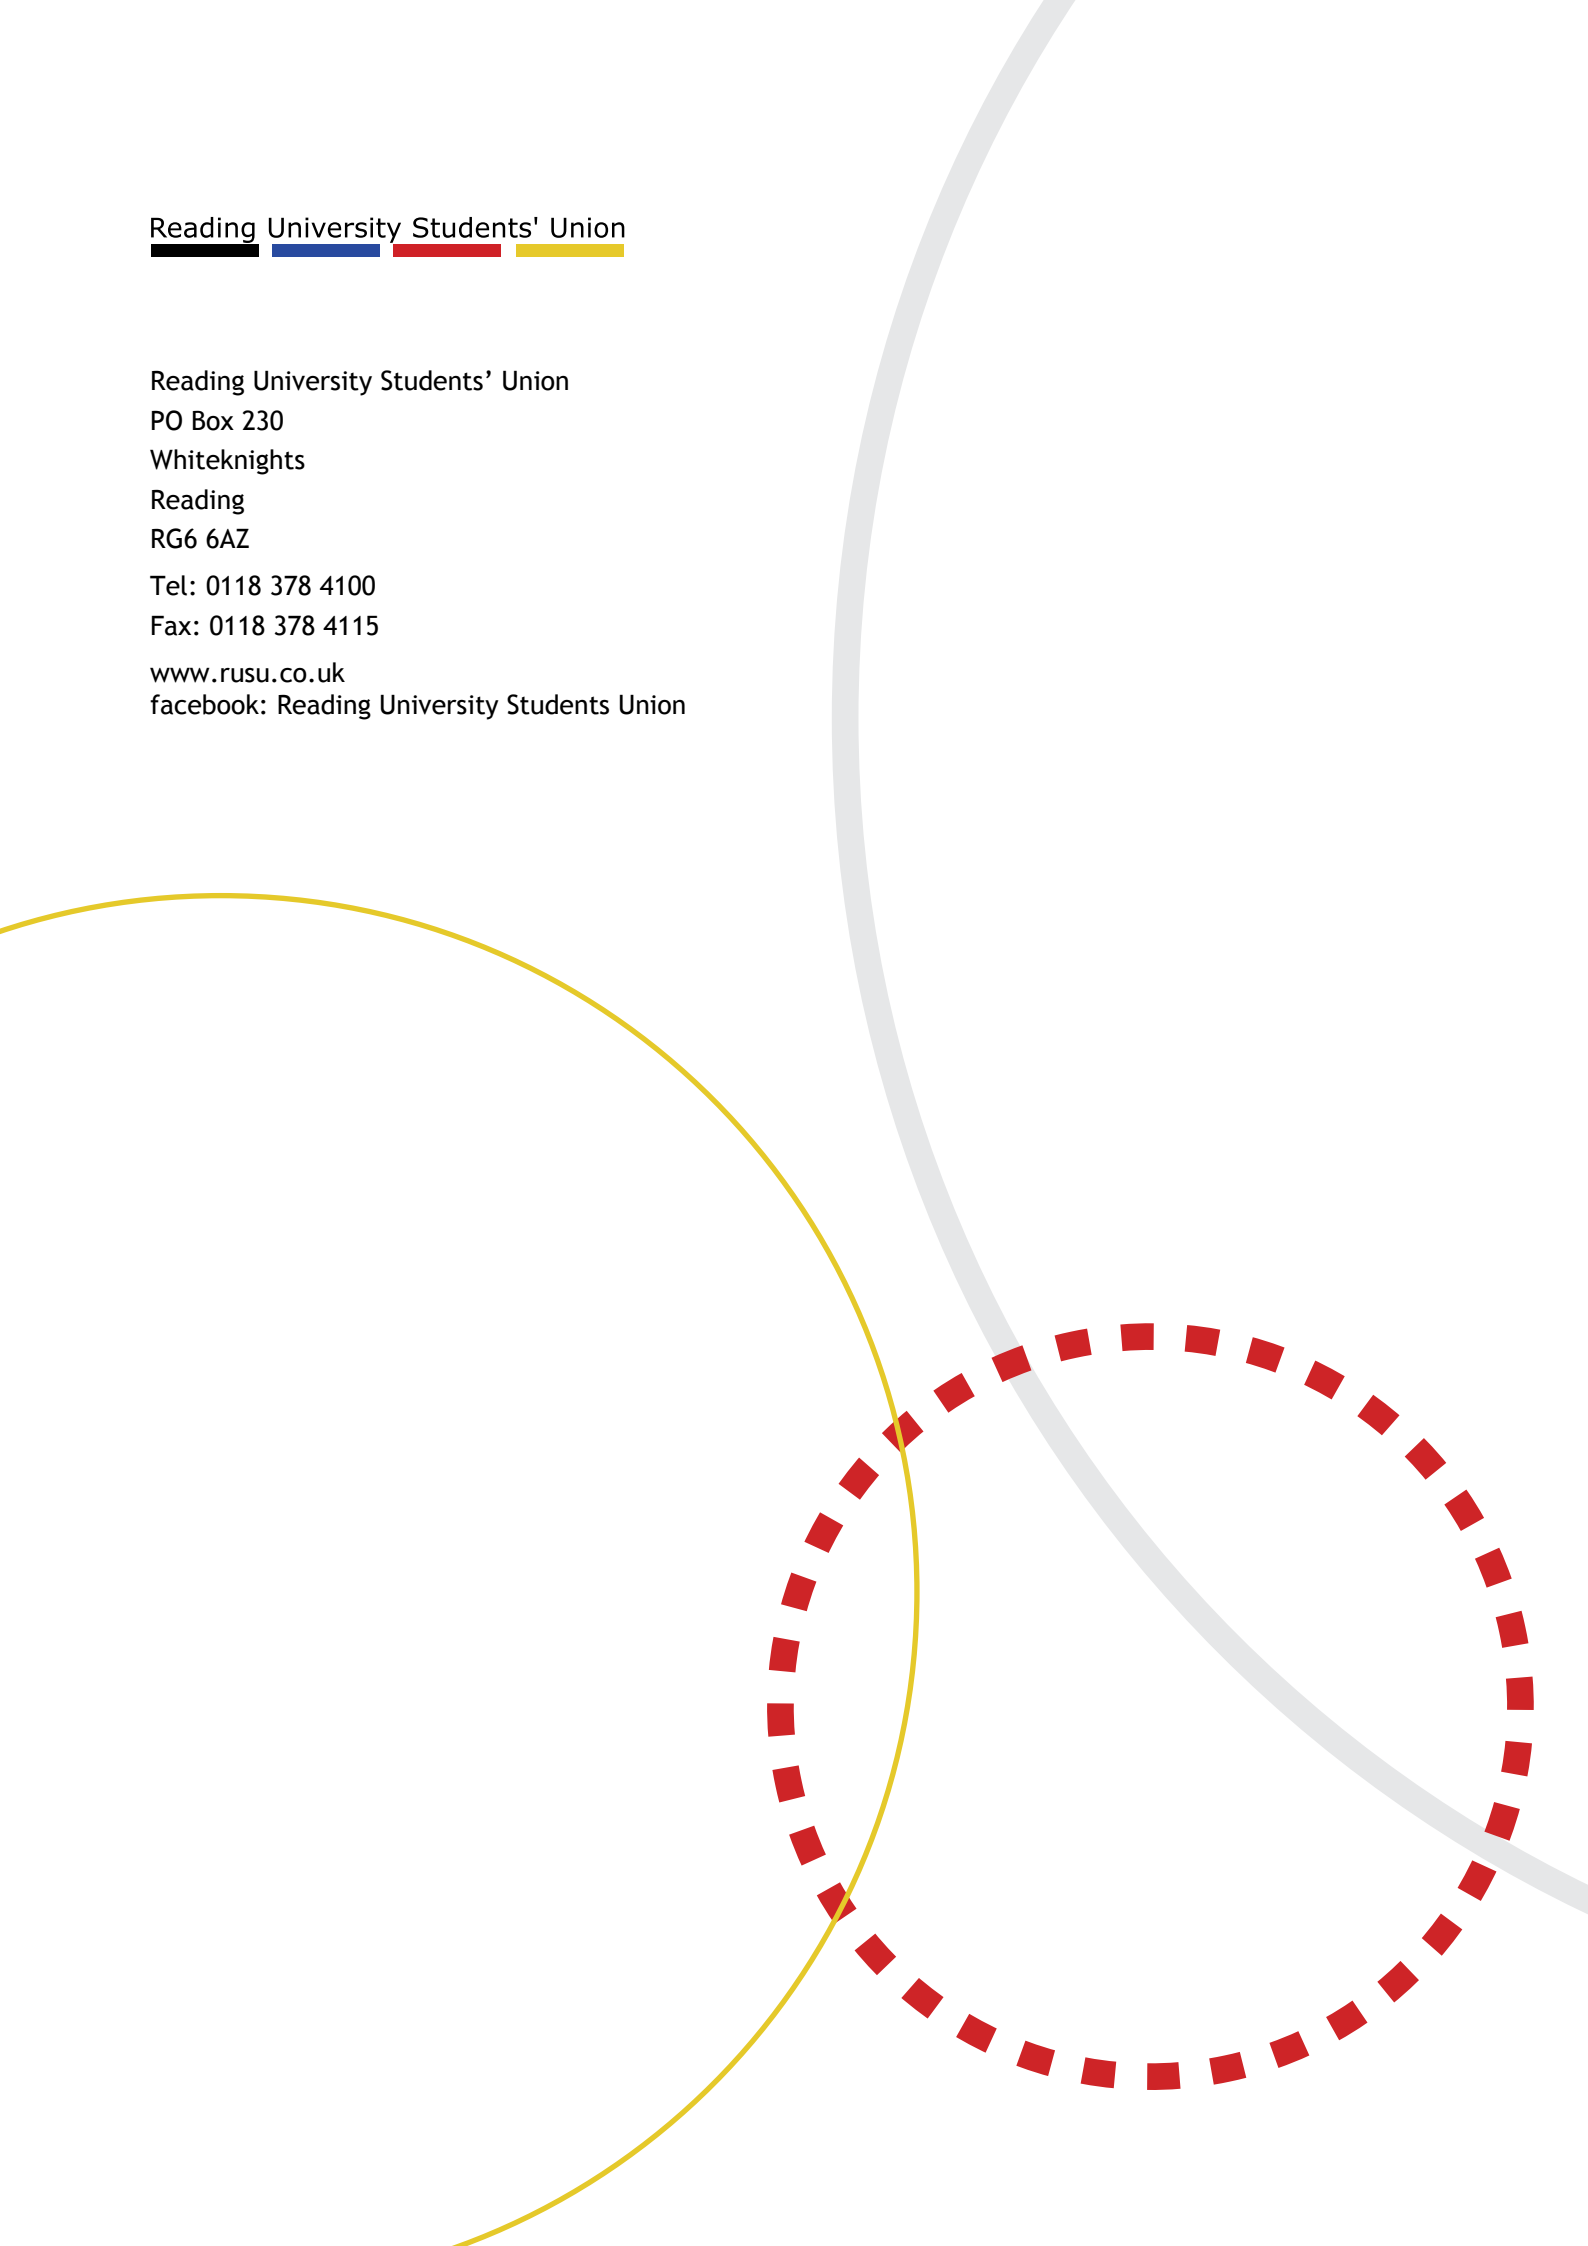 Reading University Students' Union
Reading University Students’ Union
PO Box 230
Whiteknights
Reading
RG6 6AZ
Tel: 0118 378 4100
Fax: 0118 378 4115
www.rusu.co.uk
facebook: Reading University Students Union